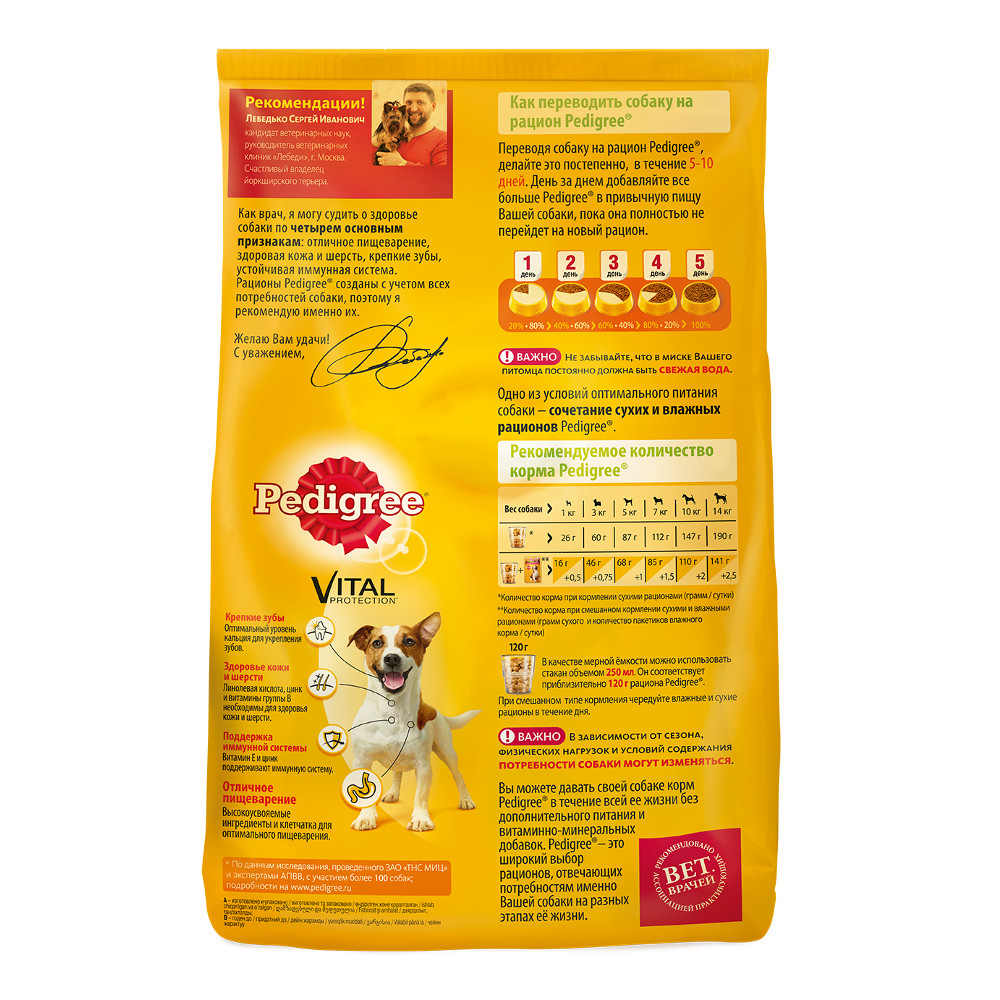 Рекомендации!
Лебедько Сергей Иванович
кандидат ветеринарных наук,
руководитель ветеринарных
клиник «Лебеди», г. Москва.
Счастливый владелец
йоркширского терьера.
Как врач, я могу судить о здоровье
собаки по четырем основным
признакам: отличное пищеварение,
здоровая кожа и шерсть, крепкие зубы,
устойчивая иммунная система.
Рационы Pedigree® созданы с учетом всех
потребностей собаки, поэтому я
рекомендую именно их.
Желаю Вам удачи!
С уважением,
Pedigree®
VITAL
PROTECTION™
Крепкие зубы
Оптимальный уровень
кальция для укрепления
зубов.
Здоровье кожи
и шерсти
Линолевая кислота, цинк
и витамины группы B
необходимы для здоровья
кожи и шерсти.
Поддержка
иммунной системы
Витамин Е и цинк
поддерживают иммунную систему.
Отличное
пищеварение
Высокоусвояемые
ингредиенты и клетчатка для
оптимального пищеварения.
* По данным исследования, проведенного ЗАО «ТНС МИЦ»
и экспертами АПВВ, с участием более 100 собак;
подробности на www.pedigree.ru
Как переводить собаку на
рацион Pedigree®
Переводя собаку на рацион Pedigree®,
делайте это постепенно, в течение 5-10
дней. День за днем добавляйте все
больше Pedigree® в привычную пищу
Вашей собаки, пока она полностью не
перейдет на новый рацион.
1 2 3 4 5
день день день день день
20% • 80% 40% • 60% 60% • 40% 80% • 20% 100%
! ВАЖНО Не забывайте, что в миске Вашего
питомца постоянно должна быть СВЕЖАЯ ВОДА.
Одно из условий оптимального питания
собаки – сочетание сухих и влажных
рационов Pedigree®.
Рекомендуемое количество
корма Pedigree®
Вес собаки 1 кг 3 кг 5 кг 7 кг 10 кг 14 кг
* 26 г 60 г 87 г 112 г 147 г 190 г
+ ** 16 г 46 г 68 г 85 г 110 г 141 г
+0,5 +0,75 +1 +1,5 +2 +2,5
*Количество корма при кормлении сухими рационами (грамм / сутки)
**Количество корма при смешанном кормлении сухими и влажными
рационами (грамм сухого и количество пакетиков влажного
корма / сутки)
120 г
В качестве мерной ёмкости можно использовать
стакан объемом 250 мл. Он соответствует
приблизительно 120 г рациона Pedigree®.
При смешанном типе кормления чередуйте влажные и сухие
рационы в течение дня.
! ВАЖНО В зависимости от сезона,
физических нагрузок и условий содержания
ПОТРЕБНОСТИ СОБАКИ МОГУТ ИЗМЕНЯТЬСЯ.
Вы можете давать своей собаке корм
Pedigree® в течение всей ее жизни без
дополнительного питания и
витаминно-минеральных
добавок. Pedigree®– это
широкий выбор
рационов, отвечающих
потребностям именно
Вашей собаки на разных
этапах её жизни.
РЕКОМЕНДОВАНО
ВЕТ.
ВРАЧЕЙ
АССОЦИАЦИЕЙ ПРАКТИКУЮЩИХ